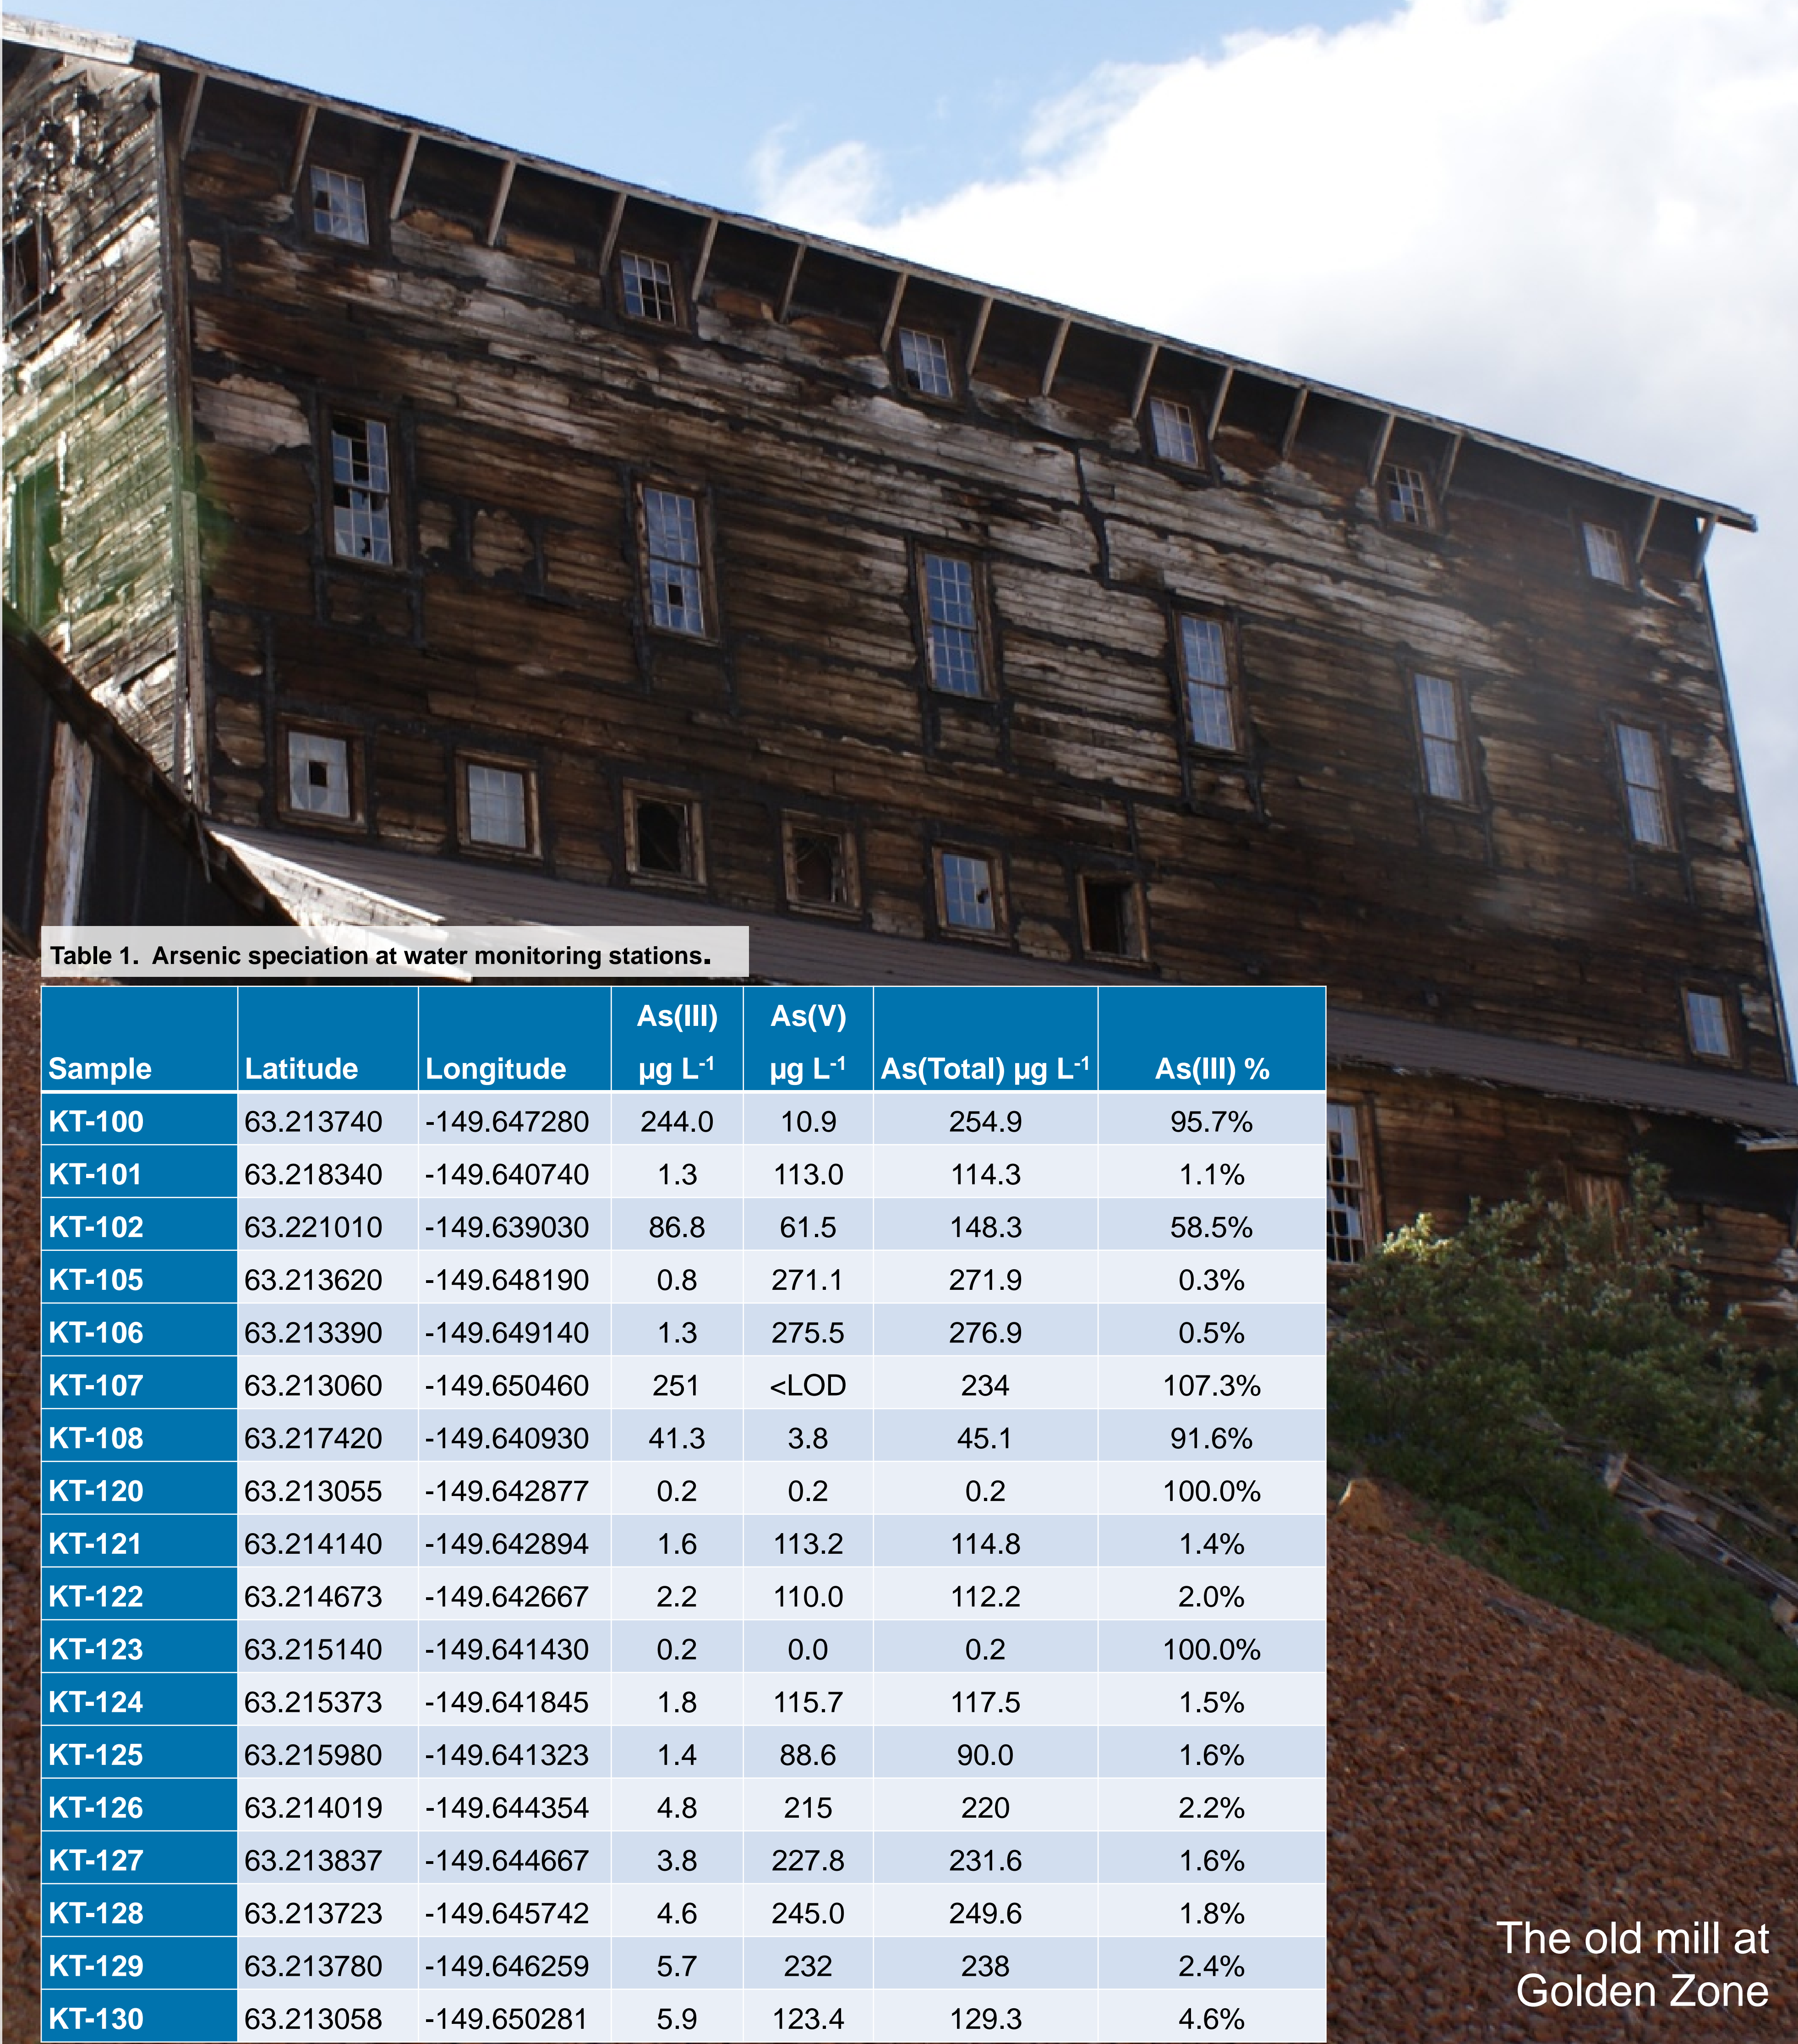 Table 1.  Arsenic speciation at water monitoring stations.
Sample Latitude Longitude As(III) µg L-1 As(V) µg L-1 As(Total) µg L-1 As(III) %
KT-100 63.213740 -149.647280 244.0 10.9 254.9 95.7%
KT-101 63.218340 -149.640740 1.3 113.0 114.3 1.1%
KT-102 63.221010 -149.639030 86.8 61.5 148.3 58.5%
KT-105 63.213620 -149.648190 0.8 271.1 271.9 0.3%
KT-106 63.213390 -149.649140 1.3 275.5 276.9 0.5%
KT-107 63.213060 -149.650460 251 <LOD 234 107.3%
KT-108 63.217420 -149.640930 41.3 3.8 45.1 91.6%
KT-120 63.213055 -149.642877 0.2 0.2 0.2 100.0%
KT-121 63.214140 -149.642894 1.6 113.2 114.8 1.4%
KT-122 63.214673 -149.642667 2.2 110.0 112.2 2.0%
KT-123 63.215140 -149.641430 0.2 0.0 0.2 100.0%
KT-124 63.215373 -149.641845 1.8 115.7 117.5 1.5%
KT-125 63.215980 -149.641323 1.4 88.6 90.0 1.6%
KT-126 63.214019 -149.644354 4.8 215 220 2.2%
KT-127 63.213837 -149.644667 3.8 227.8 231.6 1.6%
KT-128 63.213723 -149.645742 4.6 245.0 249.6 1.8%
KT-129 63.213780 -149.646259 5.7 232 238 2.4%
KT-130 63.213058 -149.650281 5.9 123.4 129.3 4.6%
The old mill at
Golden Zone